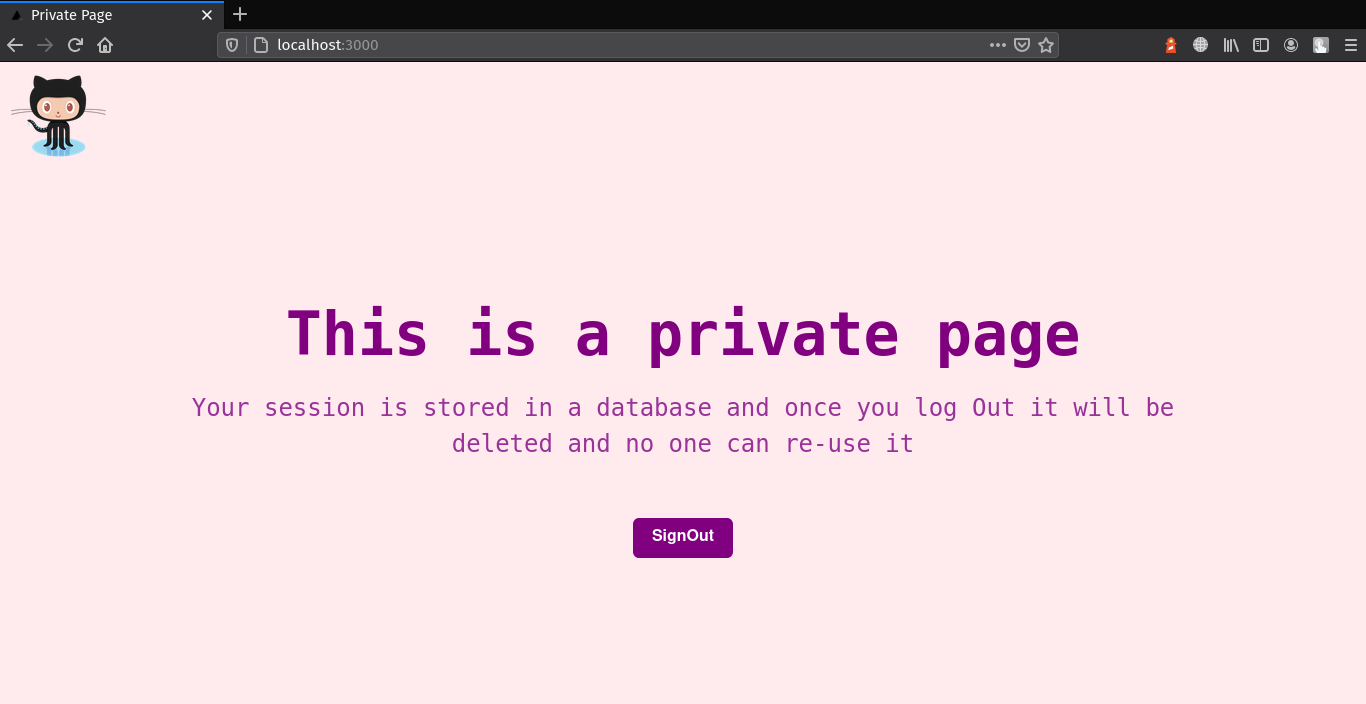 Private Page
localhost:3000
This is a private page
Your session is stored in a database and once you log Out it will be
deleted and no one can re-use it
SignOut